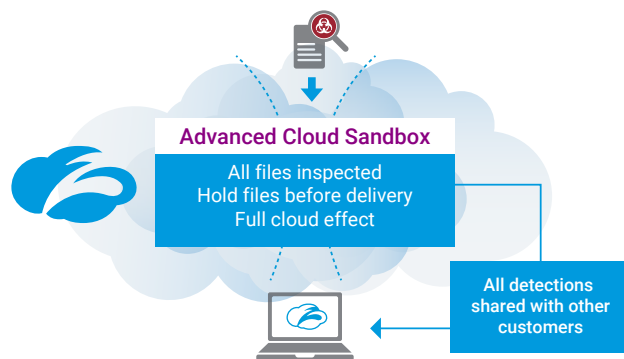 Advanced Cloud Sandbox
All files inspected
Hold files before delivery
Full cloud effect
All detections
shared with other
customers